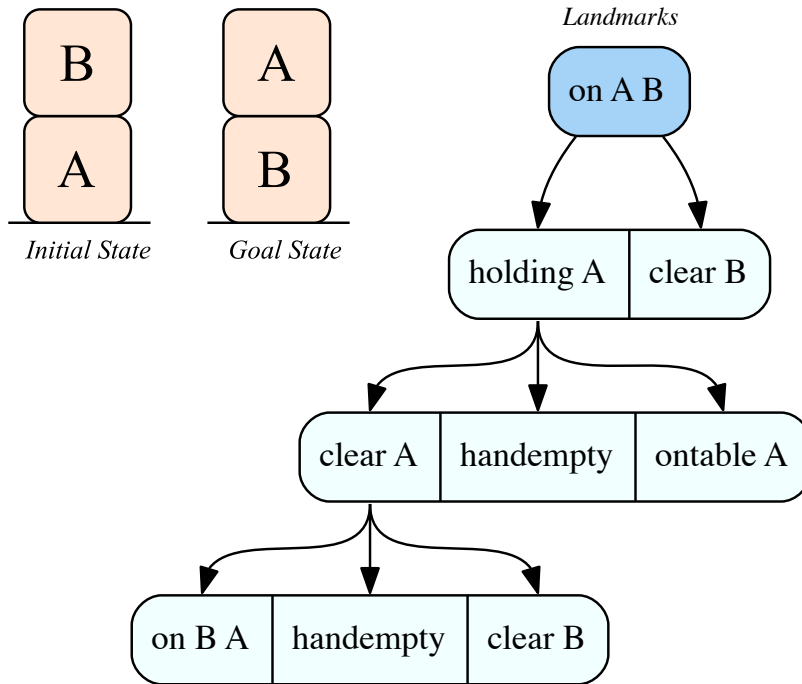 B
A
Initial State
A
B
Goal State
Landmarks
on A B
holding A
clear B
clear A
handempty
ontable A
on B A
handempty
clear B